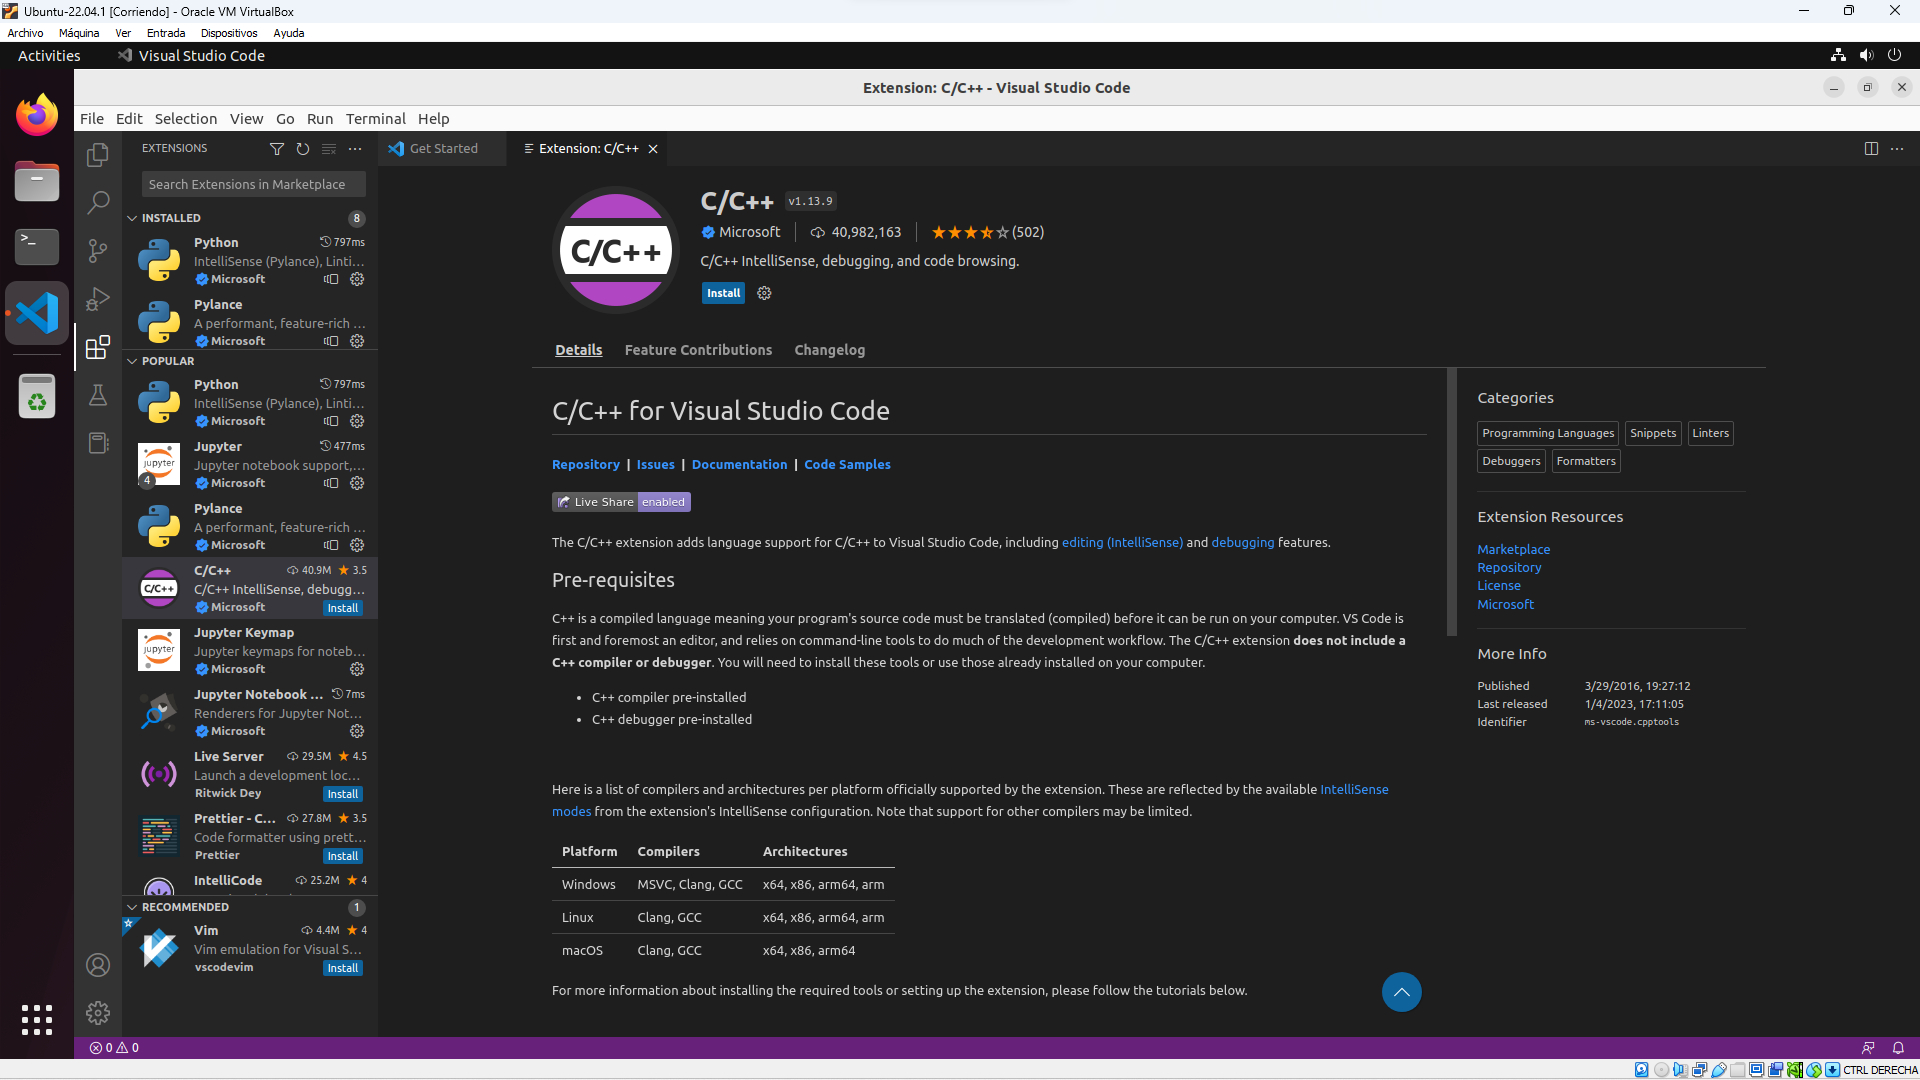 Ubuntu-22.04.1 [Corriendo] - Oracle VM VirtualBox
Archivo Máquina Ver Entrada Dispositivos Ayuda
Activities Visual Studio Code
Extension: C/C++ - Visual Studio Code
File Edit Selection View Go Run Terminal Help
EXTENSIONS
Search Extensions in Marketplace
INSTALLED 8
Python 797ms
IntelliSense (Pylance), Linti...
Microsoft
Pylance
A performant, feature-rich ...
Microsoft
POPULAR
Python 797ms
IntelliSense (Pylance), Linti...
Microsoft
Jupyter 477ms
Jupyter notebook support,...
jupyter
4
Microsoft
Pylance
A performant, feature-rich ...
Microsoft
C/C++ 40.9M 3.5
C/C++
C/C++ IntelliSense, debugg...
Microsoft Install
Jupyter Keymap
jupyter
Jupyter keymaps for noteb...
Microsoft
Jupyter Notebook ... 7ms
Renderers for Jupyter Not...
Microsoft
Live Server 29.5M 4.5
Launch a development loc...
Ritwick Dey Install
Prettier - C... 27.8M 3.5
Code formatter using prett...
Prettier Install
IntelliCode 25.2M 4
RECOMMENDED 1
Vim 4.4M 4
Vim emulation for Visual S...
vscodevim Install
Get Started Extension: C/C++
C/C++
C/C++ v1.13.9
Microsoft 40,982,163 (502)
C/C++ IntelliSense, debugging, and code browsing.
Install
Details Feature Contributions Changelog
C/C++ for Visual Studio Code
Repository | Issues | Documentation | Code Samples
Live Share enabled
The C/C++ extension adds language support for C/C++ to Visual Studio Code, including editing (IntelliSense) and debugging features.
Pre-requisites
C++ is a compiled language meaning your program's source code must be translated (compiled) before it can be run on your computer. VS Code is
first and foremost an editor, and relies on command-line tools to do much of the development workflow. The C/C++ extension does not include a
C++ compiler or debugger. You will need to install these tools or use those already installed on your computer.
• C++ compiler pre-installed
• C++ debugger pre-installed
Here is a list of compilers and architectures per platform officially supported by the extension. These are reflected by the available IntelliSense
modes from the extension's IntelliSense configuration. Note that support for other compilers may be limited.
Platform Compilers Architectures
Windows MSVC, Clang, GCC x64, x86, arm64, arm
Linux Clang, GCC x64, x86, arm64, arm
macOS Clang, GCC x64, x86, arm64
For more information about installing the required tools or setting up the extension, please follow the tutorials below.
Categories
Programming Languages Snippets Linters
Debuggers Formatters
Extension Resources
Marketplace
Repository
License
Microsoft
More Info
Published 3/29/2016, 19:27:12
Last released 1/4/2023, 17:11:05
Identifier ms-vscode.cpptools
0 0
CTRL DERECHA